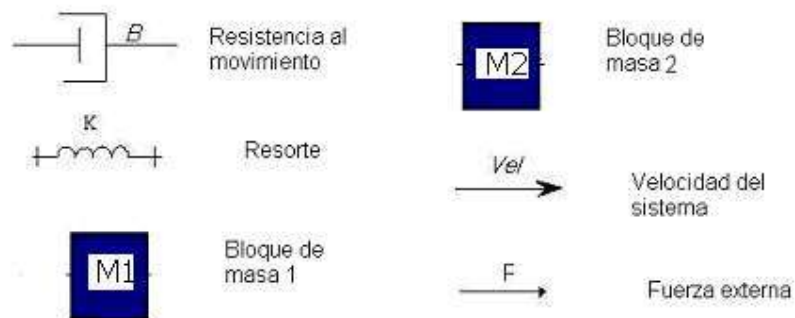 B
Resistencia al
movimiento
K
Resorte
M1
Bloque de
masa 1
M2
Bloque de
masa 2
Vel
Velocidad del
sistema
F
Fuerza externa